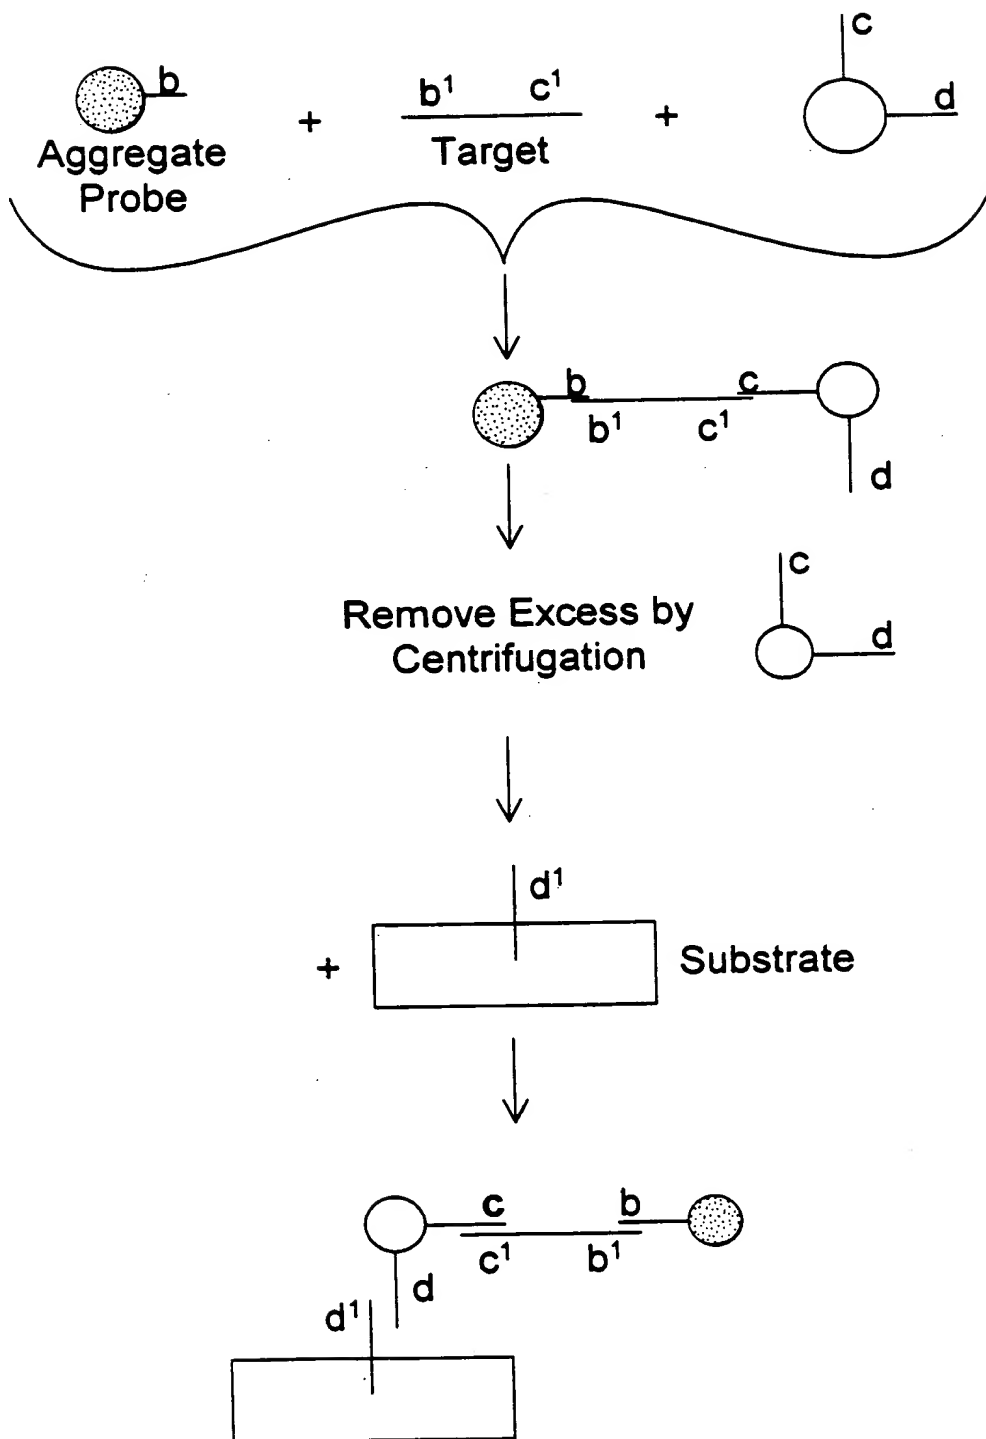 c
b
b¹ c¹ d
+ +
Aggregate
Probe
Target
b c
b¹ c¹
d
c
Remove Excess by
Centrifugation
d
d¹
+ Substrate
c b
c¹ b¹
d
d¹